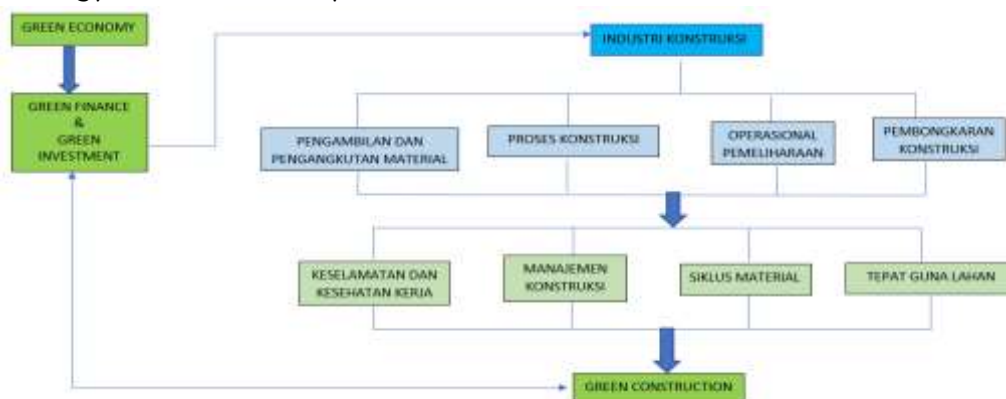 GREEN ECONOMY
INDUSTRI KONSTRUKSI
GREEN FINANCE
&
GREEN
INVESTMENT
PENGAMBILAN DAN
PENGANGKUTAN MATERIAL
PROSES KONSTRUKSI
OPERASIONAL
PEMELIHARAAN
PEMBONGKARAN
KONSTRUKSI
KESELAMATAN DAN
KESEHATAN KERJA
MANAJEMEN
KONSTRUKSI
SIKLUS MATERIAL
TEPAT GUNA LAHAN
GREEN CONSTRUCTION